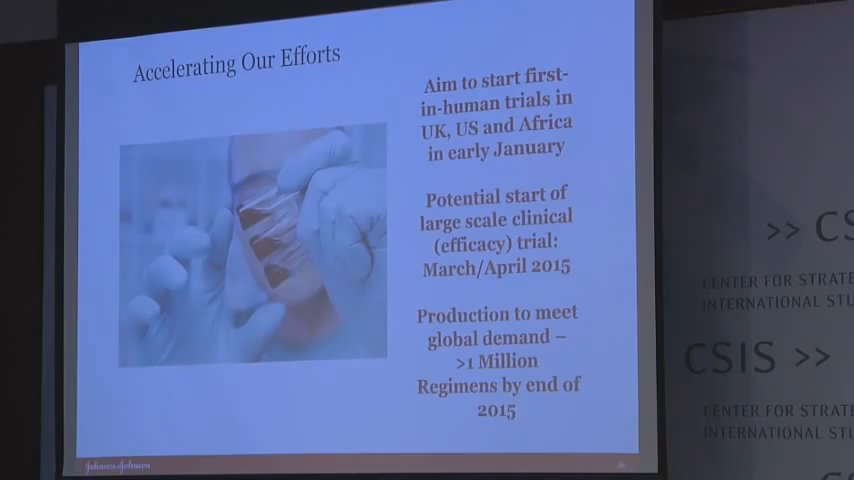 Accelerating Our Efforts
Aim to start first-
in-human trials in
UK, US and Africa
in early January
Potential start of
large scale clinical
(efficacy) trial:
March/April 2015
Production to meet
global demand –
>1 Million
Regimens by end of
2015
Johnson & Johnson
>> CS
CENTER FOR STRATE
INTERNATIONAL STU
CSIS >>
CENTER FOR STRATE
INTERNATIONAL STU